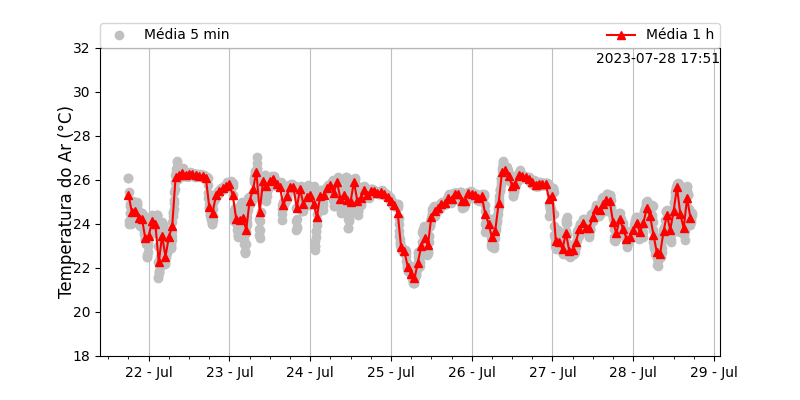 Média 5 min
Média 1 h
2023-07-28 17:51
Temperatura do Ar (°C)
32
30
28
26
24
22
20
18
22 - Jul
23 - Jul
24 - Jul
25 - Jul
26 - Jul
27 - Jul
28 - Jul
29 - Jul